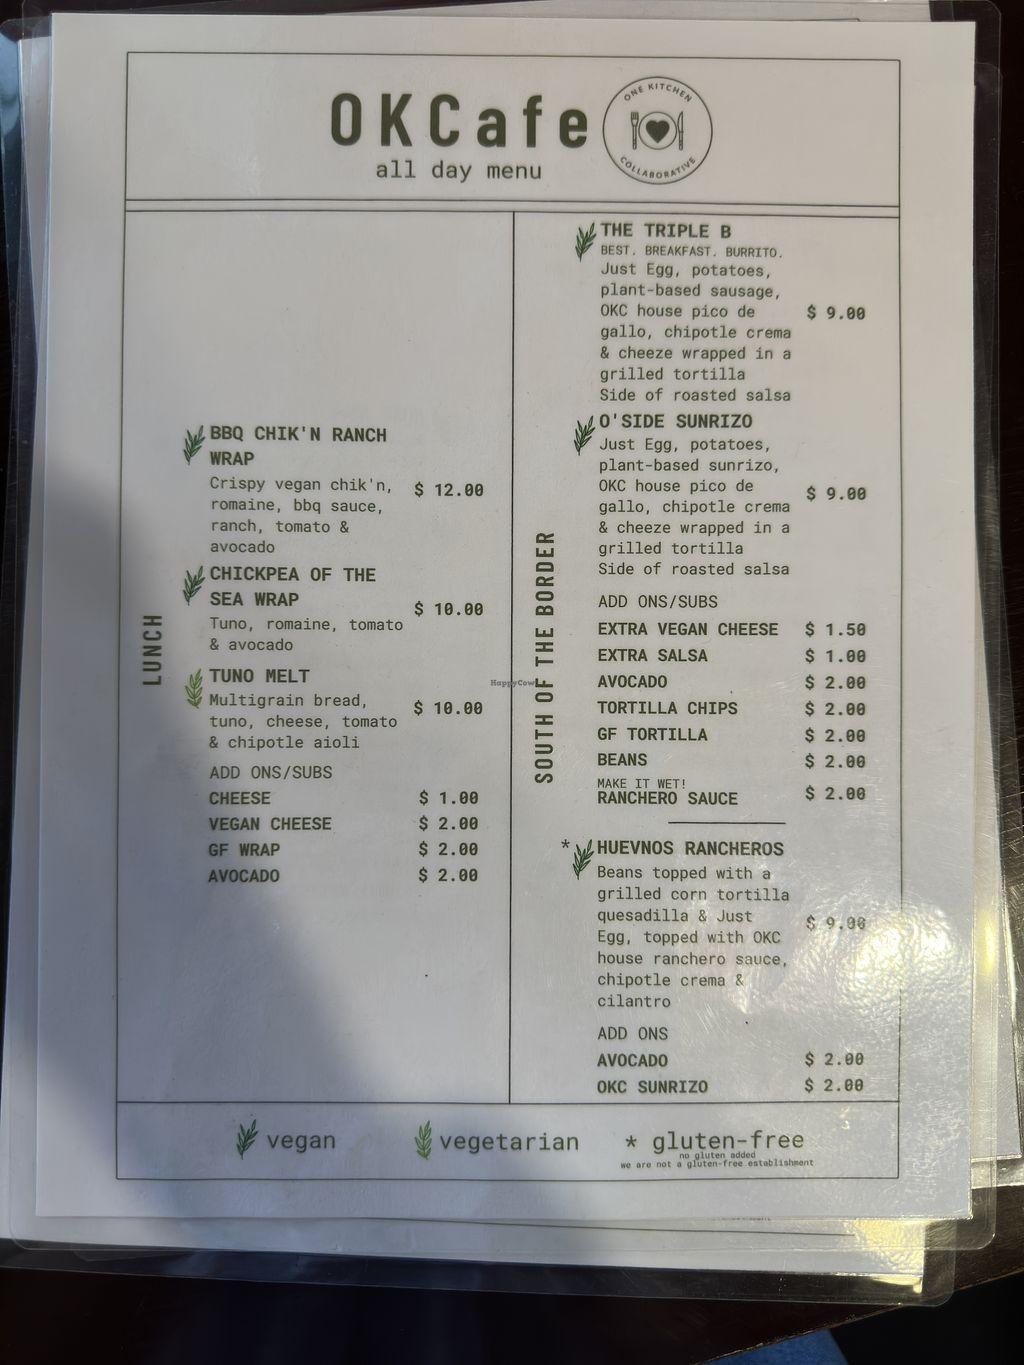 OKCafe
ONE KITCHEN
COLLABORATIVE
all day menu
LUNCH
BBQ CHIK'N RANCH
WRAP
Crispy vegan chik'n, $ 12.00
romaine, bbq sauce,
ranch, tomato &
avocado
CHICKPEA OF THE
SEA WRAP
$ 10.00
Tuno, romaine, tomato
& avocado
TUNO MELT
Multigrain bread, $ 10.00
tuno, cheese, tomato
& chipotle aioli
ADD ONS/SUBS
CHEESE $ 1.00
VEGAN CHEESE $ 2.00
GF WRAP $ 2.00
AVOCADO $ 2.00
SOUTH OF THE BORDER
THE TRIPLE B
BEST. BREAKFAST. BURRITO.
Just Egg, potatoes,
plant-based sausage,
OKC house pico de $ 9.00
gallo, chipotle crema
& cheeze wrapped in a
grilled tortilla
Side of roasted salsa
O'SIDE SUNRIZO
Just Egg, potatoes,
plant-based sunrizo,
OKC house pico de $ 9.00
gallo, chipotle crema
& cheeze wrapped in a
grilled tortilla
Side of roasted salsa
ADD ONS/SUBS
EXTRA VEGAN CHEESE $ 1.50
EXTRA SALSA $ 1.00
AVOCADO $ 2.00
TORTILLA CHIPS $ 2.00
GF TORTILLA $ 2.00
BEANS $ 2.00
MAKE IT WET!
RANCHERO SAUCE $ 2.00
* HUEVNOS RANCHEROS
Beans topped with a
grilled corn tortilla
quesadilla & Just
$ 9.00
Egg, topped with OKC
house ranchero sauce,
chipotle crema &
cilantro
ADD ONS
AVOCADO $ 2.00
OKC SUNRIZO $ 2.00
vegan vegetarian * gluten-free
no gluten added
we are not a gluten-free establishment
HappyCow